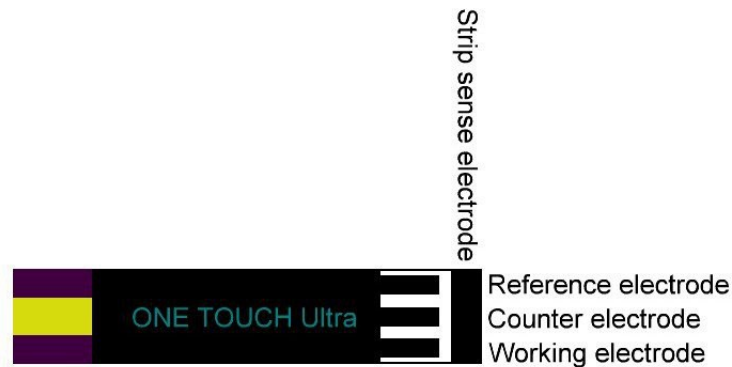 Strip sense electrode
Reference electrode
ONE TOUCH Ultra
Counter electrode
Working electrode